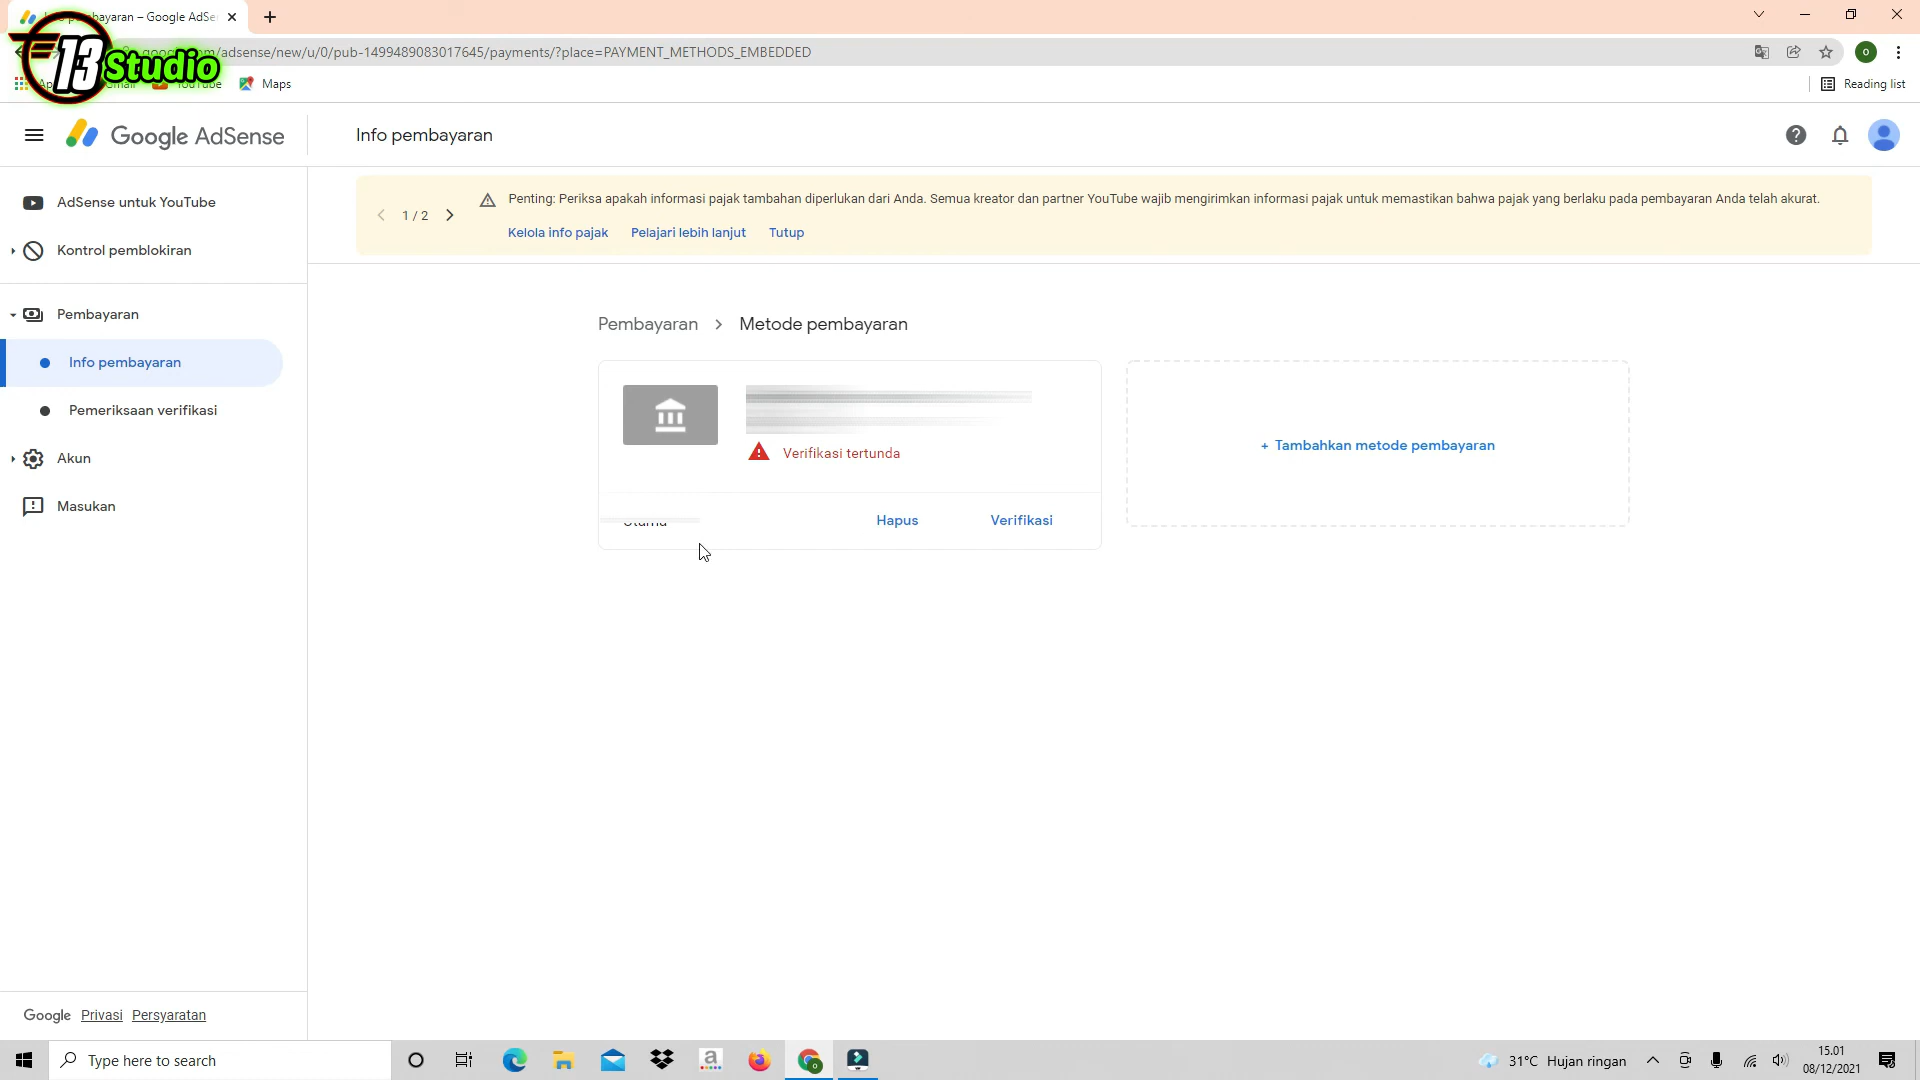 pembayaran – Google AdSe
13 Studio
/adsense/new/u/0/pub-1499489083017645/payments/?place=PAYMENT_METHODS_EMBEDDED
YouTube
Maps
Reading list
Google AdSense
Info pembayaran
AdSense untuk YouTube
Kontrol pemblokiran
Pembayaran
Info pembayaran
Pemeriksaan verifikasi
Akun
Masukan
1 / 2
Penting: Periksa apakah informasi pajak tambahan diperlukan dari Anda. Semua kreator dan partner YouTube wajib mengirimkan informasi pajak untuk memastikan bahwa pajak yang berlaku pada pembayaran Anda telah akurat.
Kelola info pajak Pelajari lebih lanjut Tutup
Pembayaran > Metode pembayaran
Verifikasi tertunda
Utama Hapus Verifikasi
+ Tambahkan metode pembayaran
Google Privasi Persyaratan
Type here to search
31°C Hujan ringan
15.01
08/12/2021